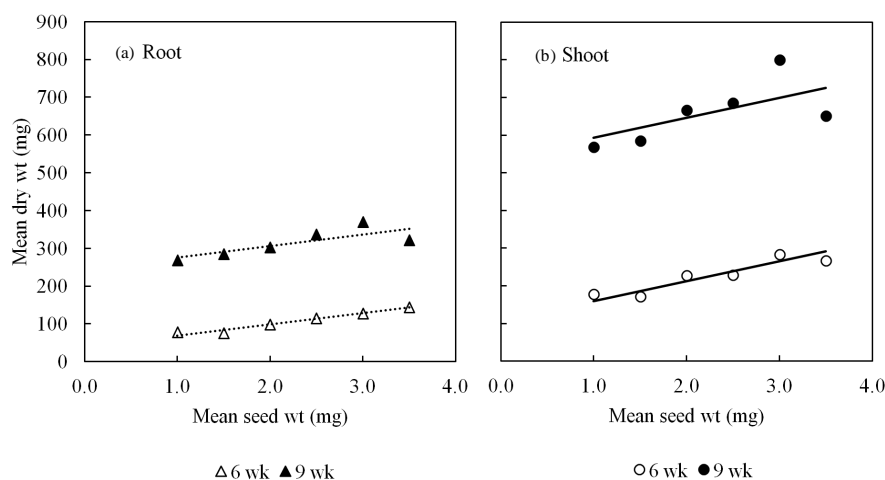 900
800
700
600
500
400
300
200
100
0
Mean dry wt (mg)
(a) Root
0.0 1.0 2.0 3.0 4.0
Mean seed wt (mg)
6 wk 9 wk
(b) Shoot
0.0 1.0 2.0 3.0 4.0
Mean seed wt (mg)
6 wk 9 wk